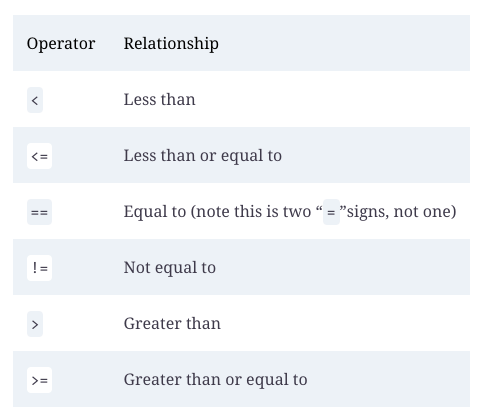 Operator Relationship
< Less than
<= Less than or equal to
== Equal to (note this is two “=”signs, not one)
!= Not equal to
> Greater than
>= Greater than or equal to